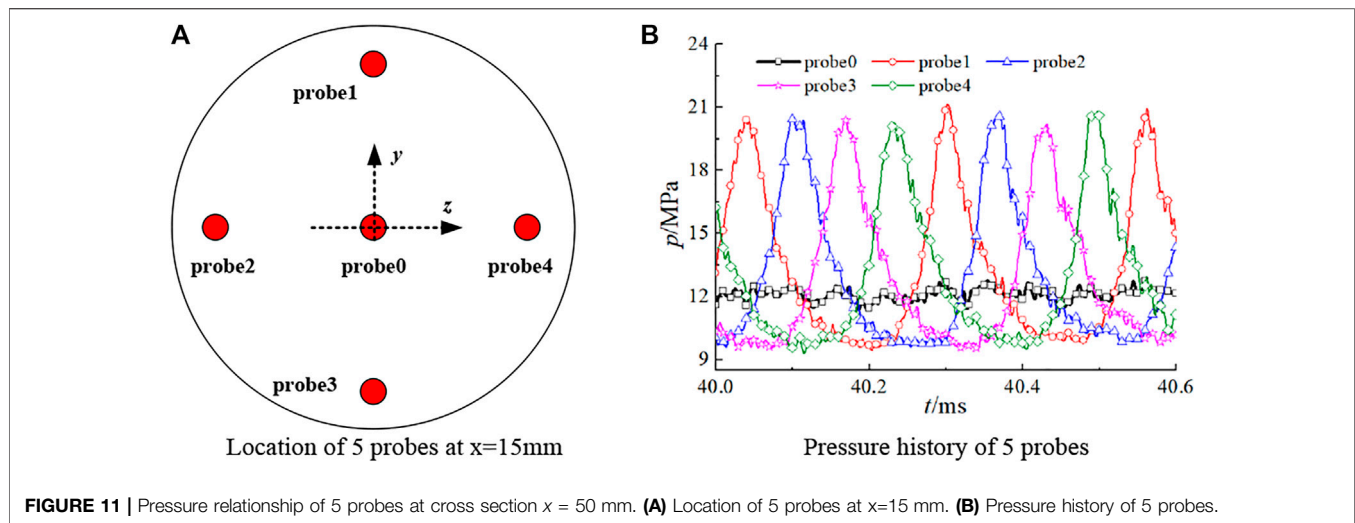 A
probe1
y
z
probe2
probe0
probe4
probe3
Location of 5 probes at x=15mm
B
probe0 probe1 probe2
probe3 probe4
24
21
18
15
12
9
p/MPa
40.0 40.2 40.4 40.6
t/ms
Pressure history of 5 probes
FIGURE 11 | Pressure relationship of 5 probes at cross section x = 50 mm. (A) Location of 5 probes at x=15 mm. (B) Pressure history of 5 probes.